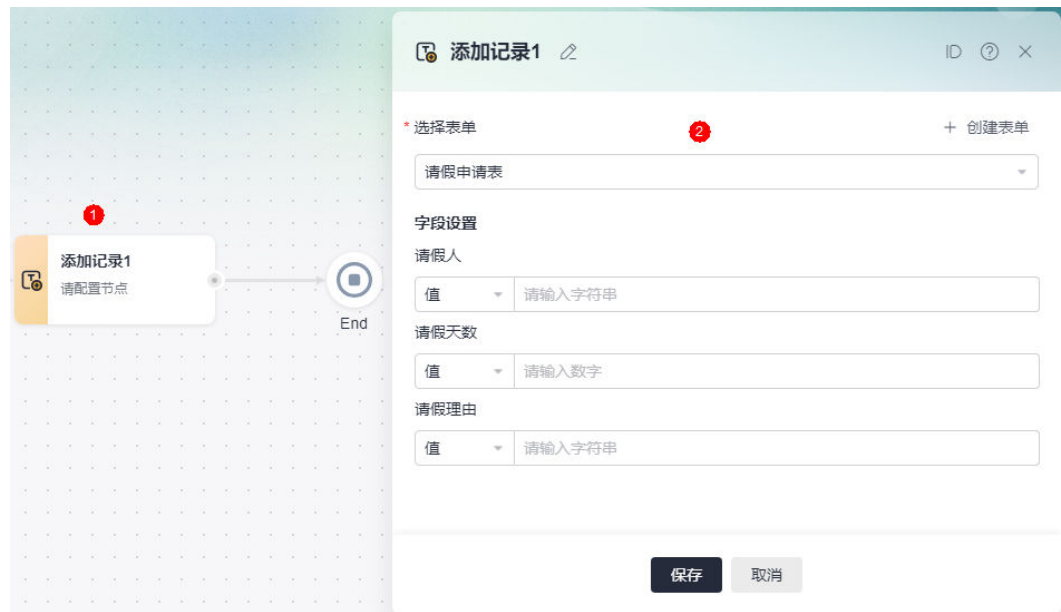 1
添加记录1
请配置节点
End
添加记录1
ID
* 选择表单
2
+ 创建表单
请假申请表
字段设置
请假人
值 请输入字符串
请假天数
值 请输入数字
请假理由
值 请输入字符串
保存 取消